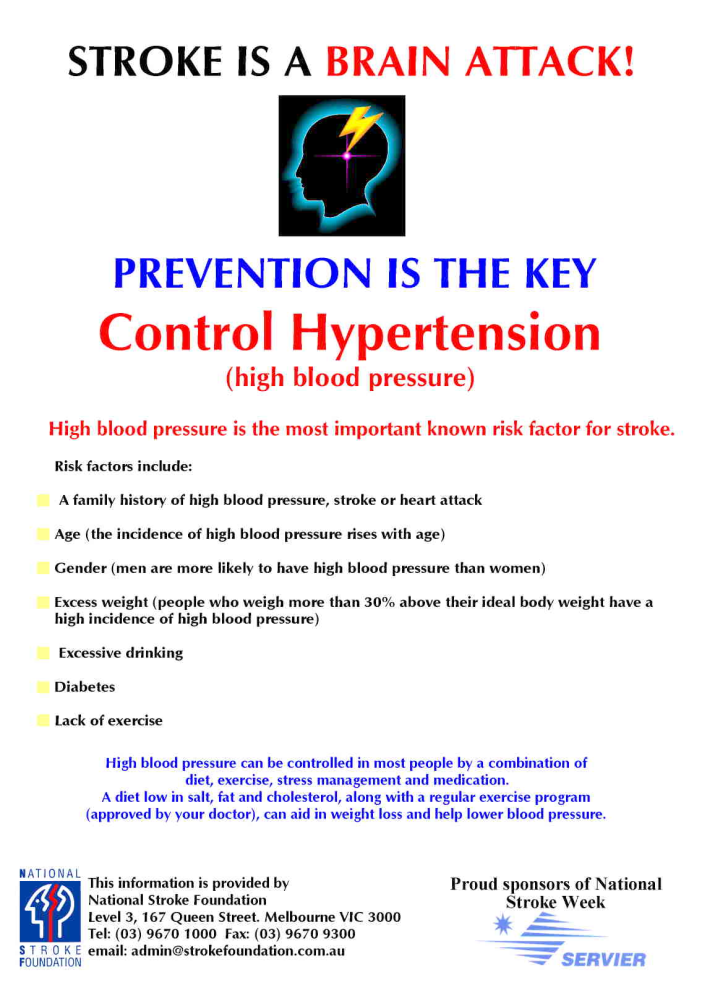 STROKE IS A BRAIN ATTACK!
PREVENTION IS THE KEY
Control Hypertension
(high blood pressure)
High blood pressure is the most important known risk factor for stroke.
Risk factors include:
A family history of high blood pressure, stroke or heart attack
Age (the incidence of high blood pressure rises with age)
Gender (men are more likely to have high blood pressure than women)
Excess weight (people who weigh more than 30% above their ideal body weight have a
high incidence of high blood pressure)
Excessive drinking
Diabetes
Lack of exercise
High blood pressure can be controlled in most people by a combination of
diet, exercise, stress management and medication.
A diet low in salt, fat and cholesterol, along with a regular exercise program
(approved by your doctor), can aid in weight loss and help lower blood pressure.
NATIONAL
STROKE
FOUNDATION
This information is provided by
National Stroke Foundation
Level 3, 167 Queen Street. Melbourne VIC 3000
Tel: (03) 9670 1000 Fax: (03) 9670 9300
email: admin@strokefoundation.com.au
Proud sponsors of National
Stroke Week
SERVIER